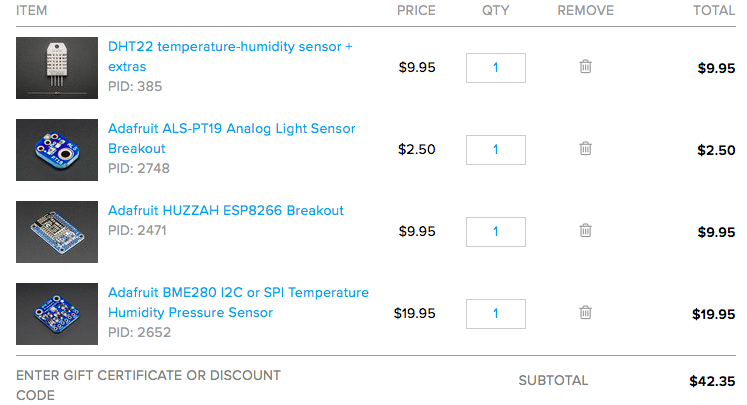 ITEM PRICE QTY REMOVE TOTAL
DHT22 temperature-humidity sensor +
extras
PID: 385
$9.95 1 $9.95
Adafruit ALS-PT19 Analog Light Sensor
Breakout
PID: 2748
$2.50 1 $2.50
Adafruit HUZZAH ESP8266 Breakout
PID: 2471
$9.95 1 $9.95
Adafruit BME280 I2C or SPI Temperature
Humidity Pressure Sensor
PID: 2652
$19.95 1 $19.95
ENTER GIFT CERTIFICATE OR DISCOUNT
CODE
SUBTOTAL $42.35